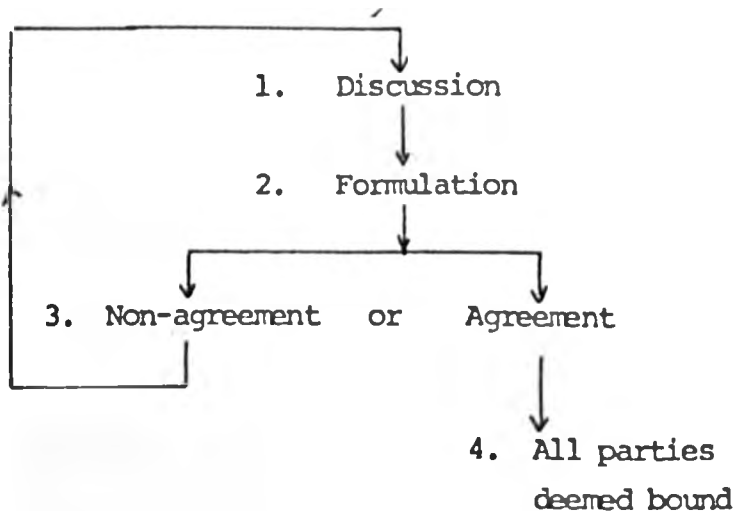 1. Discussion
2. Formulation
3. Non-agreement or Agreement
4. All parties
deemed bound